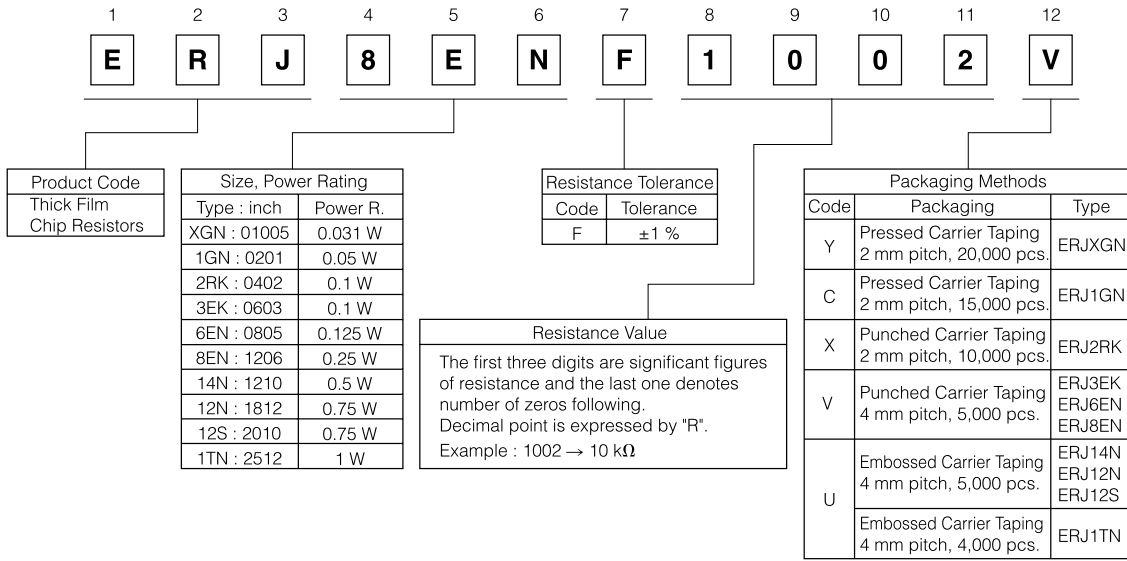 1 2 3 4 5 6 7 8 9 10 11 12
E R J 8 E N F 1 0 0 2 V
Product Code
Thick Film
Chip Resistors
Size, Power Rating
Type : inch Power R.
XGN : 01005 0.031 W
1GN : 0201 0.05 W
2RK : 0402 0.1 W
3EK : 0603 0.1 W
6EN : 0805 0.125 W
8EN : 1206 0.25 W
14N : 1210 0.5 W
12N : 1812 0.75 W
12S : 2010 0.75 W
1TN : 2512 1 W
Resistance Tolerance
Code Tolerance
F ±1 %
Resistance Value
The first three digits are significant figures
of resistance and the last one denotes
number of zeros following.
Decimal point is expressed by "R".
Example : 1002 → 10 kΩ
Packaging Methods
Code Packaging Type
Y Pressed Carrier Taping
2 mm pitch, 20,000 pcs. ERJXGN
C Pressed Carrier Taping
2 mm pitch, 15,000 pcs. ERJ1GN
X Punched Carrier Taping
2 mm pitch, 10,000 pcs. ERJ2RK
V Punched Carrier Taping
4 mm pitch, 5,000 pcs.
ERJ3EK
ERJ6EN
ERJ8EN
U Embossed Carrier Taping
4 mm pitch, 5,000 pcs.
ERJ14N
ERJ12N
ERJ12S
Embossed Carrier Taping
4 mm pitch, 4,000 pcs. ERJ1TN